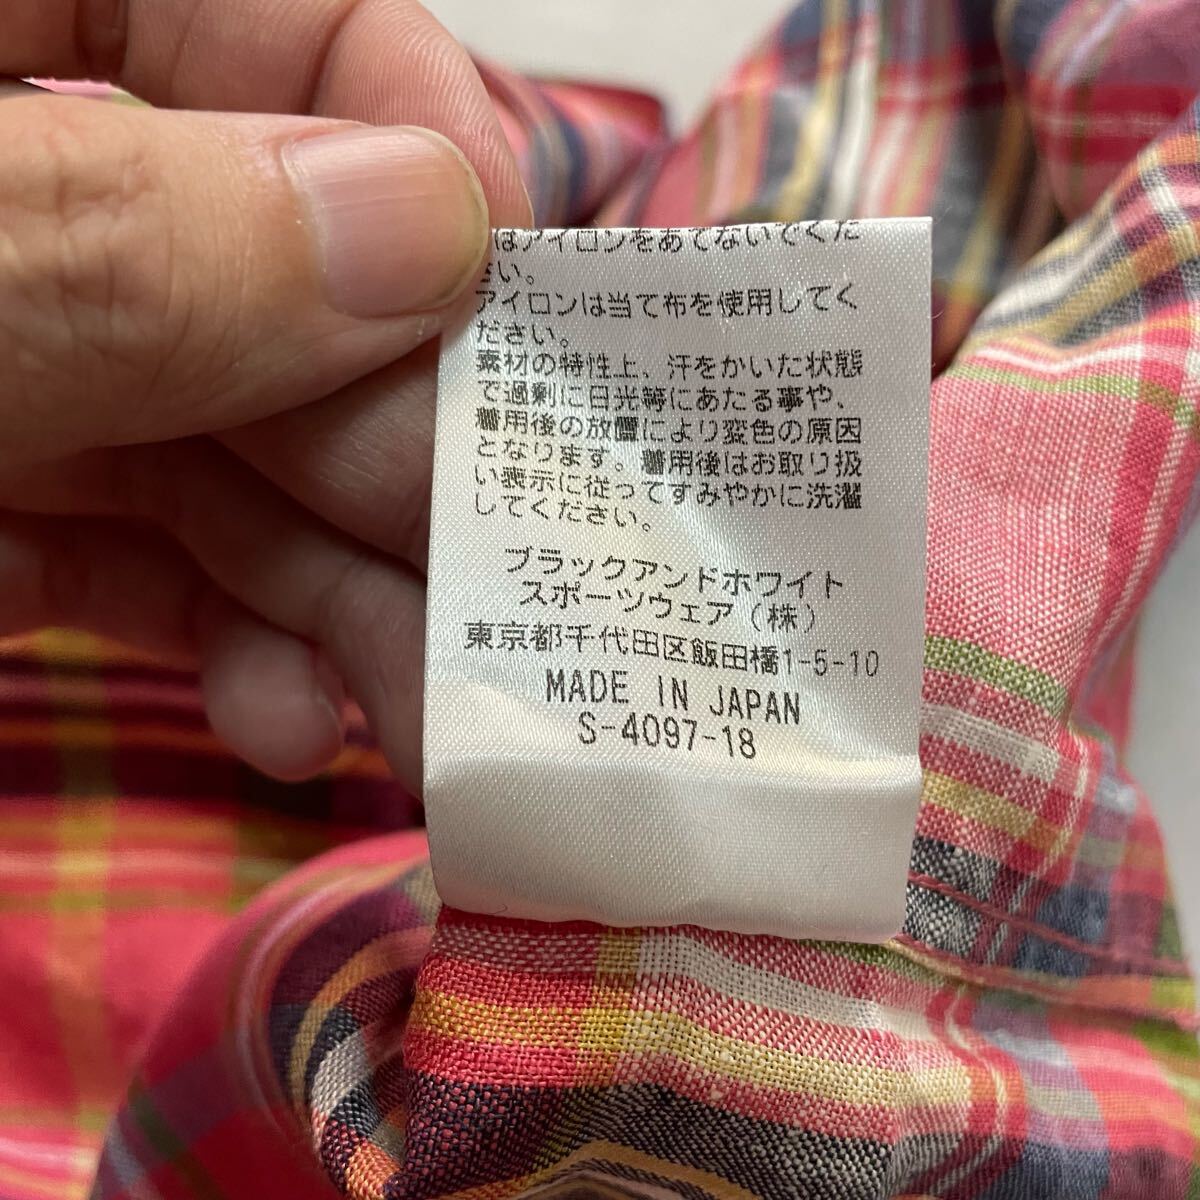 はアイロンをあてないでくだ
さい。
アイロンは当て布を使用してく
ださい。
素材の特性上、汗をかいた状態
で過剰に日光等にあたる事や、
着用後の放置により変色の原因
となります。着用後はお取り扱
い表示に従ってすみやかに洗濯
してください。
ブラックアンドホワイト
スポーツウェア(株)
東京都千代田区飯田橋1-5-10
MADE IN JAPAN
S-4097-18